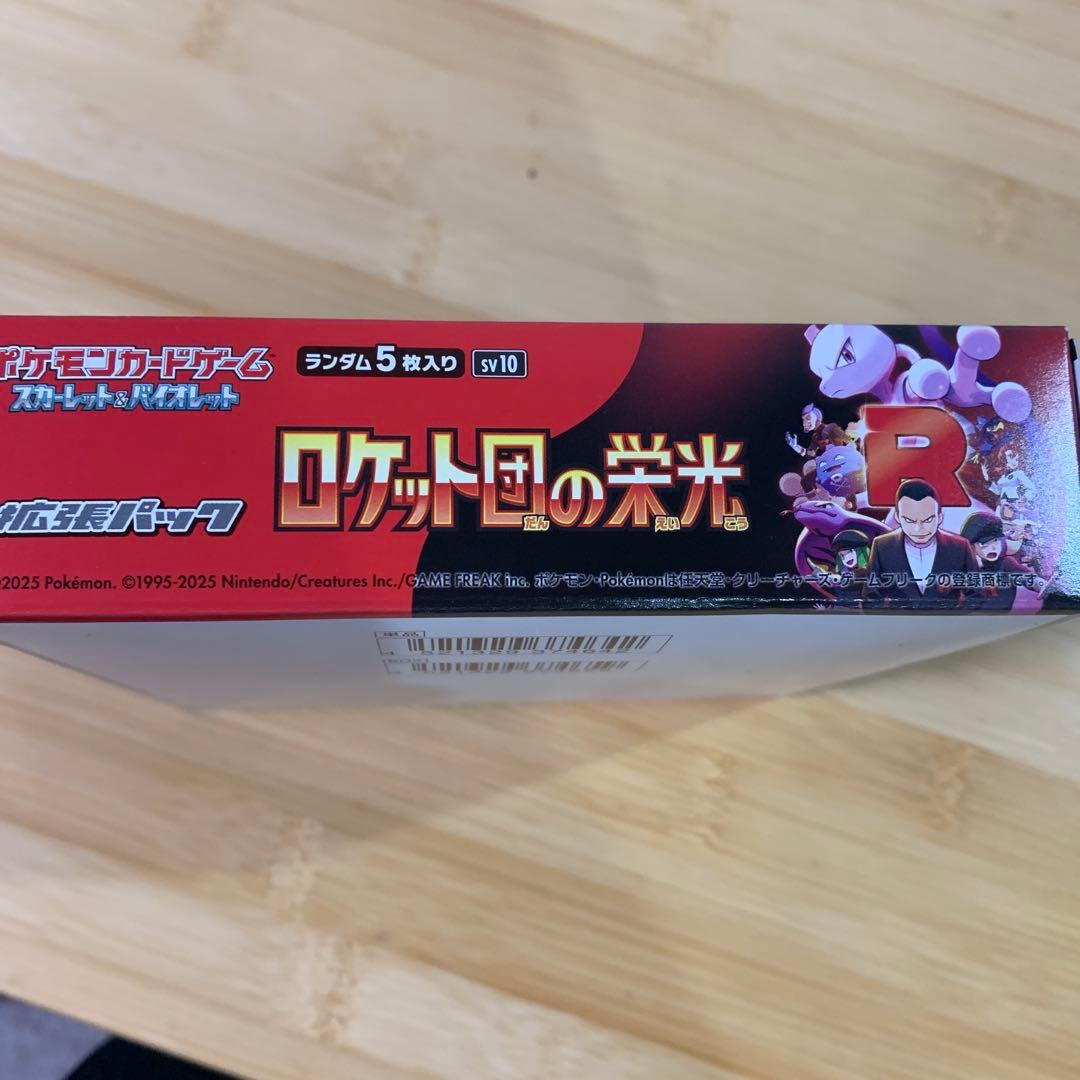 ポケモンカードゲーム
スカーレット&バイオレット
ランダム5枚入り
sv10
拡張パック
ロケット団の栄光
だん えい こう
R
©2025 Pokémon. ©1995-2025 Nintendo/Creatures Inc./GAME FREAK inc. ポケモン・Pokémonは任天堂・クリーチャーズ・ゲームフリークの登録商標です。
単品
BOX